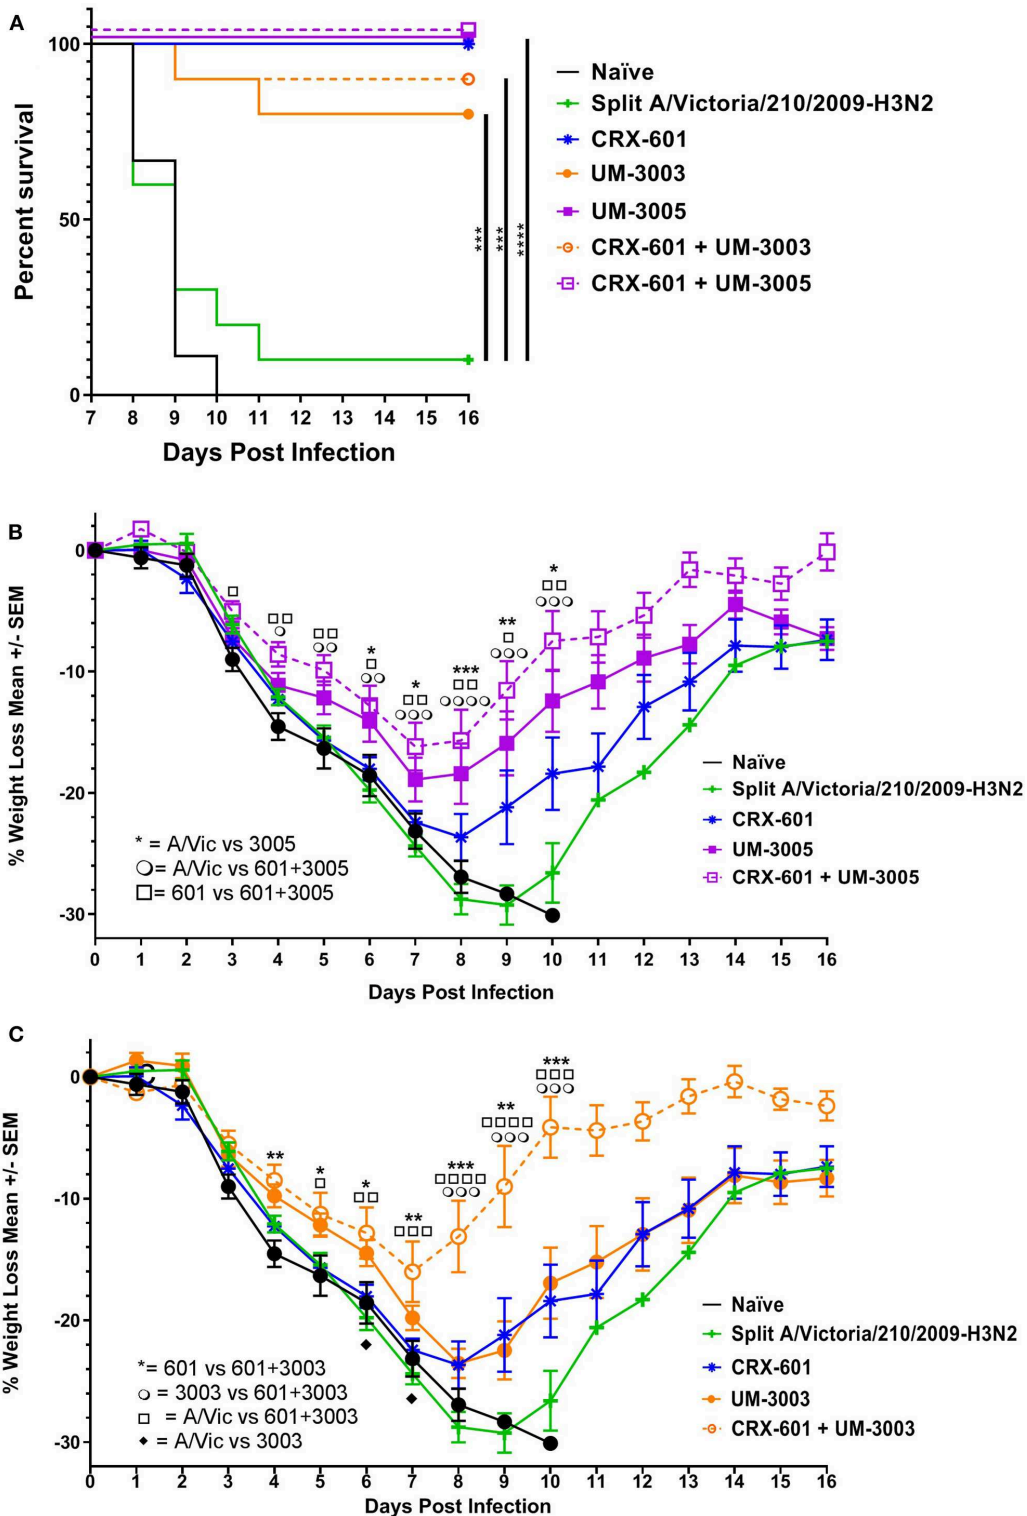 A
100
50
0
Percent survival
7 8 9 10 11 12 13 14 15 16
Days Post Infection
***
***
****
Naïve
Split A/Victoria/210/2009-H3N2
CRX-601
UM-3003
UM-3005
CRX-601 + UM-3003
CRX-601 + UM-3005
B
0
-10
-20
-30
% Weight Loss Mean +/- SEM
*
*
***
**
*
* = A/Vic vs 3005
= A/Vic vs 601+3005
= 601 vs 601+3005
Naïve
Split A/Victoria/210/2009-H3N2
CRX-601
UM-3005
CRX-601 + UM-3005
0 1 2 3 4 5 6 7 8 9 10 11 12 13 14 15 16
Days Post Infection
C
0
-10
-20
-30
% Weight Loss Mean +/- SEM
C
**
*
*
**
***
**
***
*= 601 vs 601+3003
= 3003 vs 601+3003
= A/Vic vs 601+3003
= A/Vic vs 3003
Naïve
Split A/Victoria/210/2009-H3N2
CRX-601
UM-3003
CRX-601 + UM-3003
0 1 2 3 4 5 6 7 8 9 10 11 12 13 14 15 16
Days Post Infection